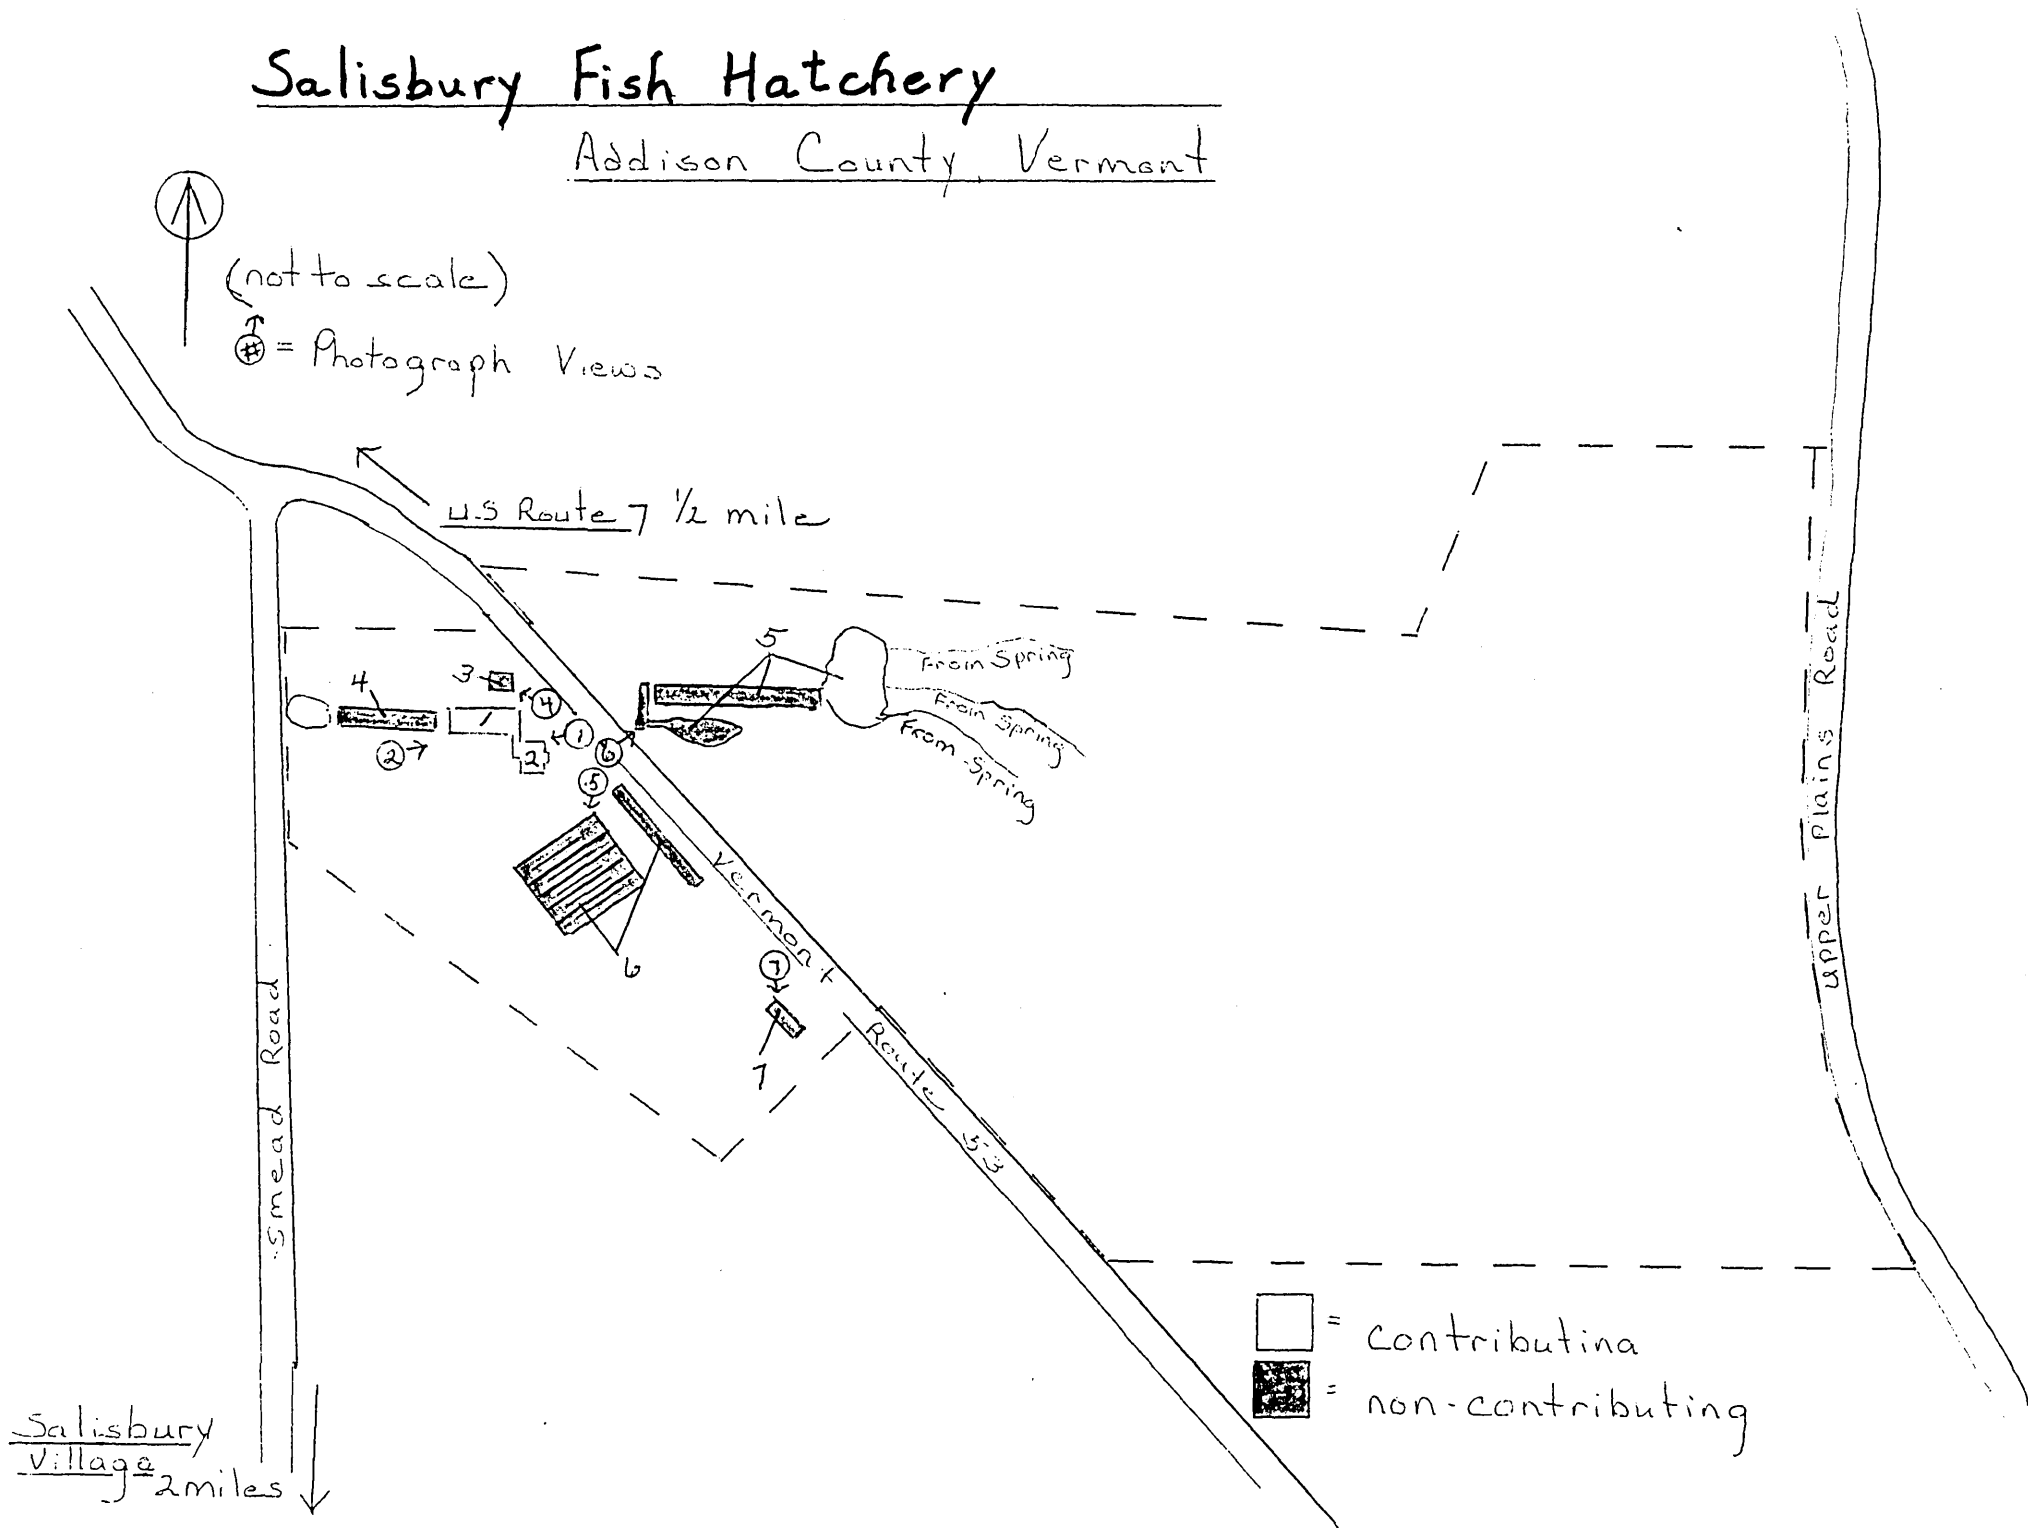 Salisbury Fish Hatchery
Addison County, Vermont
(not to scale)
# = Photograph Views
U.S Route 7 1/2 mile
5
From Spring
From Spring
From Spring
3
4
4
1
1
2
2
6
5
6
7
7
Vermont Route 53
Upper Plains Road
Smead Road
= contributing
= non-contributing
Salisbury
Village 2 miles